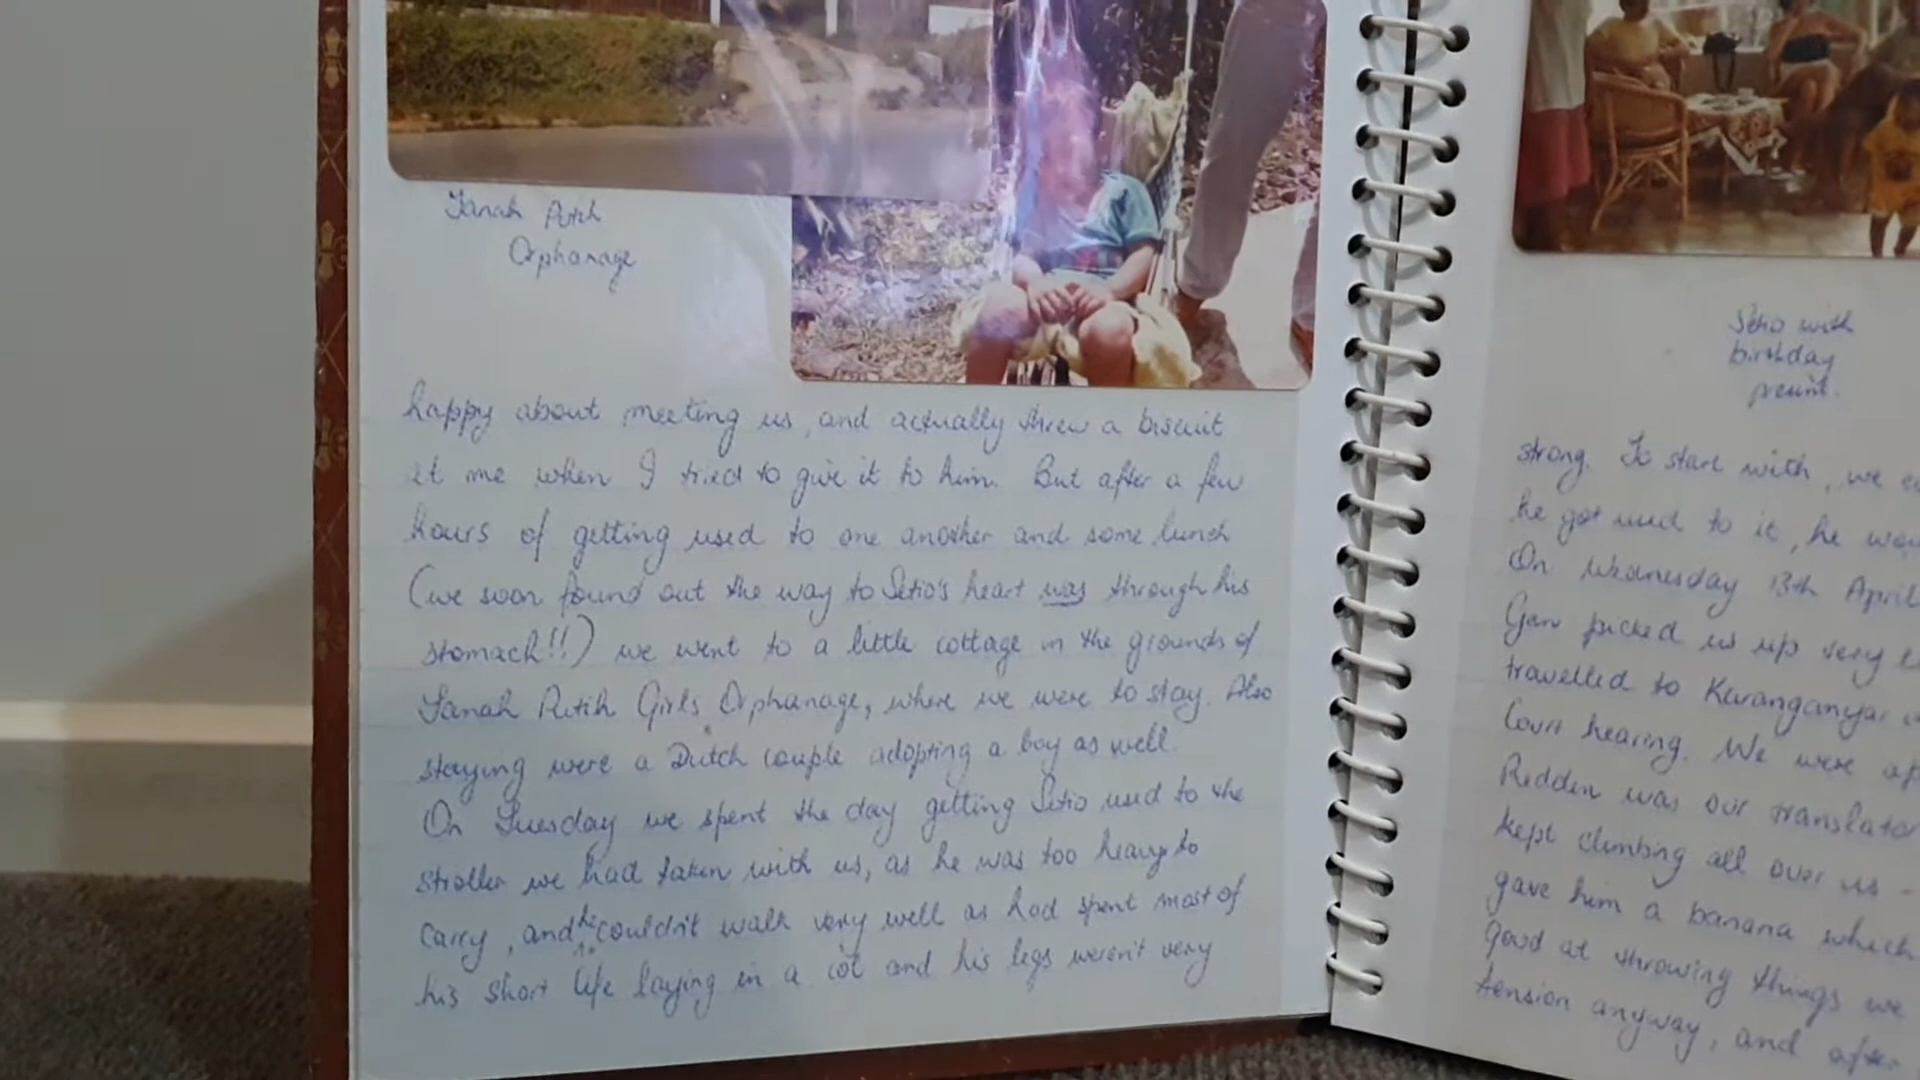 Tanah Putih
Orphanage
happy about meeting us, and actually threw a biscuit
at me when I tried to give it to him. But after a few
hours of getting used to one another and some lunch
(we soon found out the way to Setio's heart was through his
stomach!!) we went to a little cottage in the grounds of
Tanah Putih Girls Orphanage, where we were to stay. Also
staying were a Dutch couple adopting a boy as well.
On Tuesday we spent the day getting Setio used to the
stroller we had taken with us, as he was too heavy to
carry, and he couldn't walk very well as had spent most of
his short life laying in a cot and his legs weren't very
Setio with
birthday
strong. To start with, we
he got used to it, he
On Wednesday 13th April
picked us up very
travelled to Karanganyar
Court hearing. We were
Redden was our translator
kept climbing all over us -
gave him a banana which
good at throwing things we
tension anyway, and after